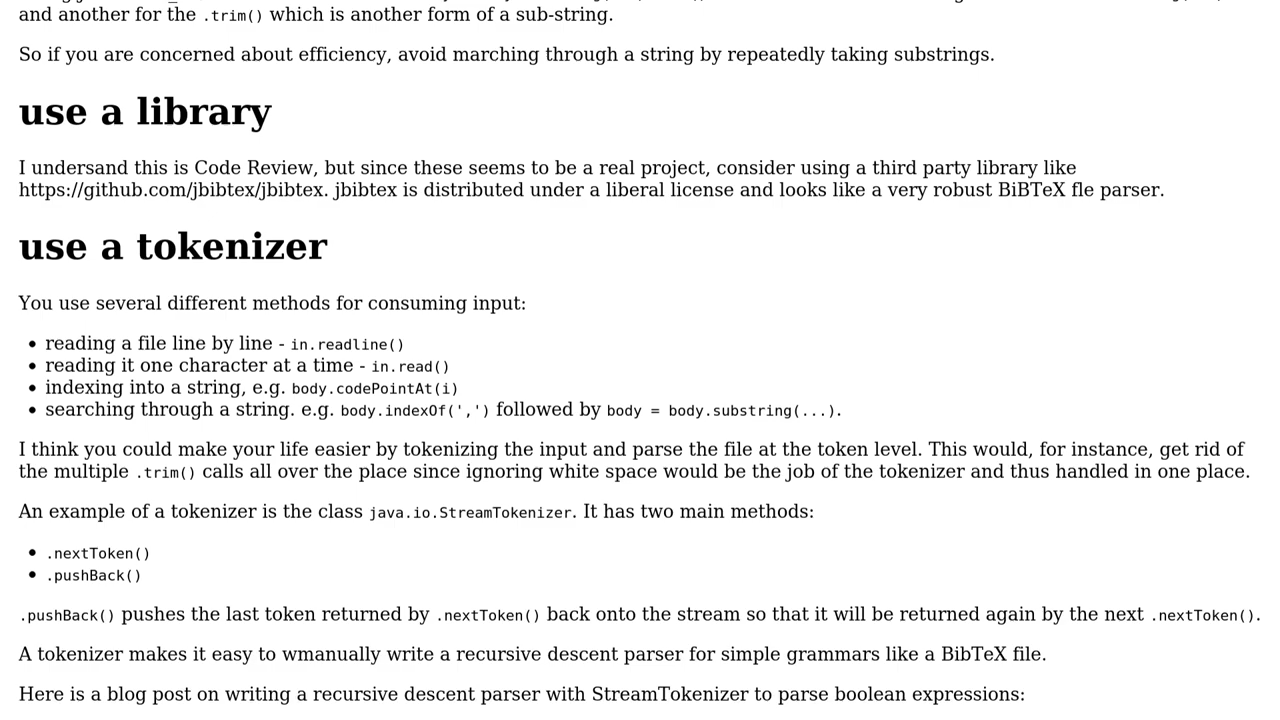 and another for the .trim() which is another form of a sub-string.
So if you are concerned about efficiency, avoid marching through a string by repeatedly taking substrings.
use a library
I undersand this is Code Review, but since these seems to be a real project, consider using a third party library like
https://github.com/jbibtex/jbibtex. jbibtex is distributed under a liberal license and looks like a very robust BiBTeX fle parser.
use a tokenizer
You use several different methods for consuming input:
• reading a file line by line - in.readline()
• reading it one character at a time - in.read()
• indexing into a string, e.g. body.codePointAt(i)
• searching through a string. e.g. body.indexOf(',') followed by body = body.substring(...).
I think you could make your life easier by tokenizing the input and parse the file at the token level. This would, for instance, get rid of
the multiple .trim() calls all over the place since ignoring white space would be the job of the tokenizer and thus handled in one place.
An example of a tokenizer is the class java.io.StreamTokenizer. It has two main methods:
• .nextToken()
• .pushBack()
.pushBack() pushes the last token returned by .nextToken() back onto the stream so that it will be returned again by the next .nextToken().
A tokenizer makes it easy to wmanually write a recursive descent parser for simple grammars like a BibTeX file.
Here is a blog post on writing a recursive descent parser with StreamTokenizer to parse boolean expressions: